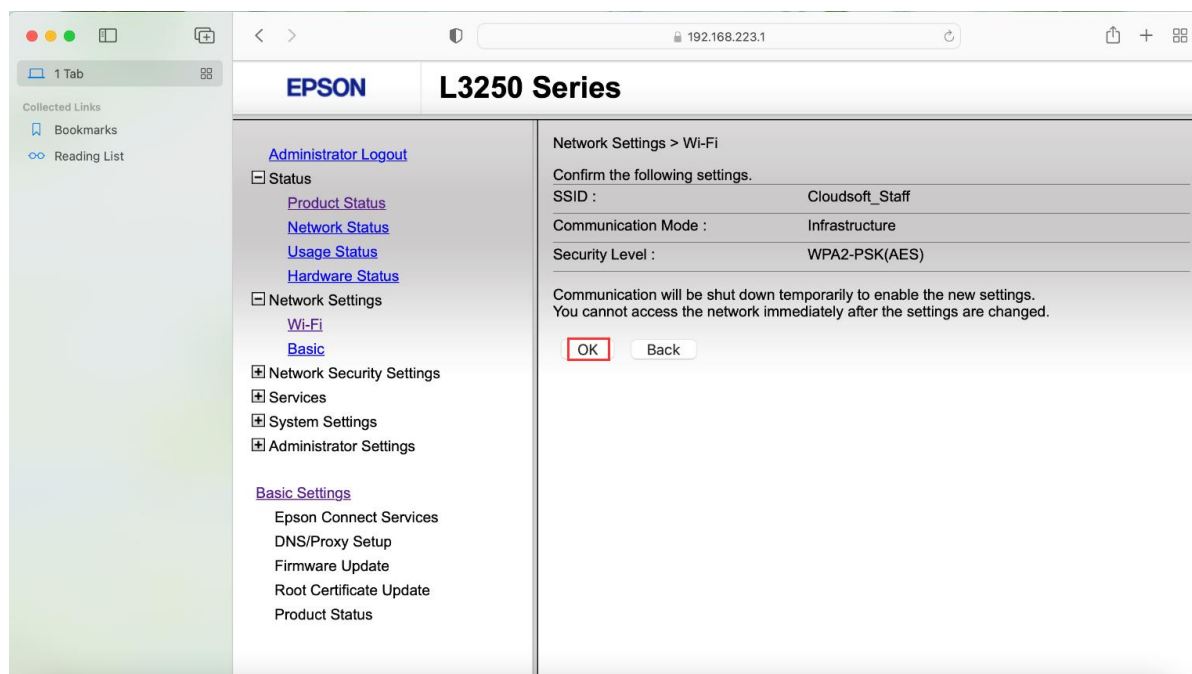 192.168.223.1
1 Tab
Collected Links
Bookmarks
Reading List
EPSON
L3250 Series
Administrator Logout
Status
Product Status
Network Status
Usage Status
Hardware Status
Network Settings
Wi-Fi
Basic
Network Security Settings
Services
System Settings
Administrator Settings
Basic Settings
Epson Connect Services
DNS/Proxy Setup
Firmware Update
Root Certificate Update
Product Status
Network Settings > Wi-Fi
Confirm the following settings.
SSID : Cloudsoft_Staff
Communication Mode : Infrastructure
Security Level : WPA2-PSK(AES)
Communication will be shut down temporarily to enable the new settings.
You cannot access the network immediately after the settings are changed.
OK Back